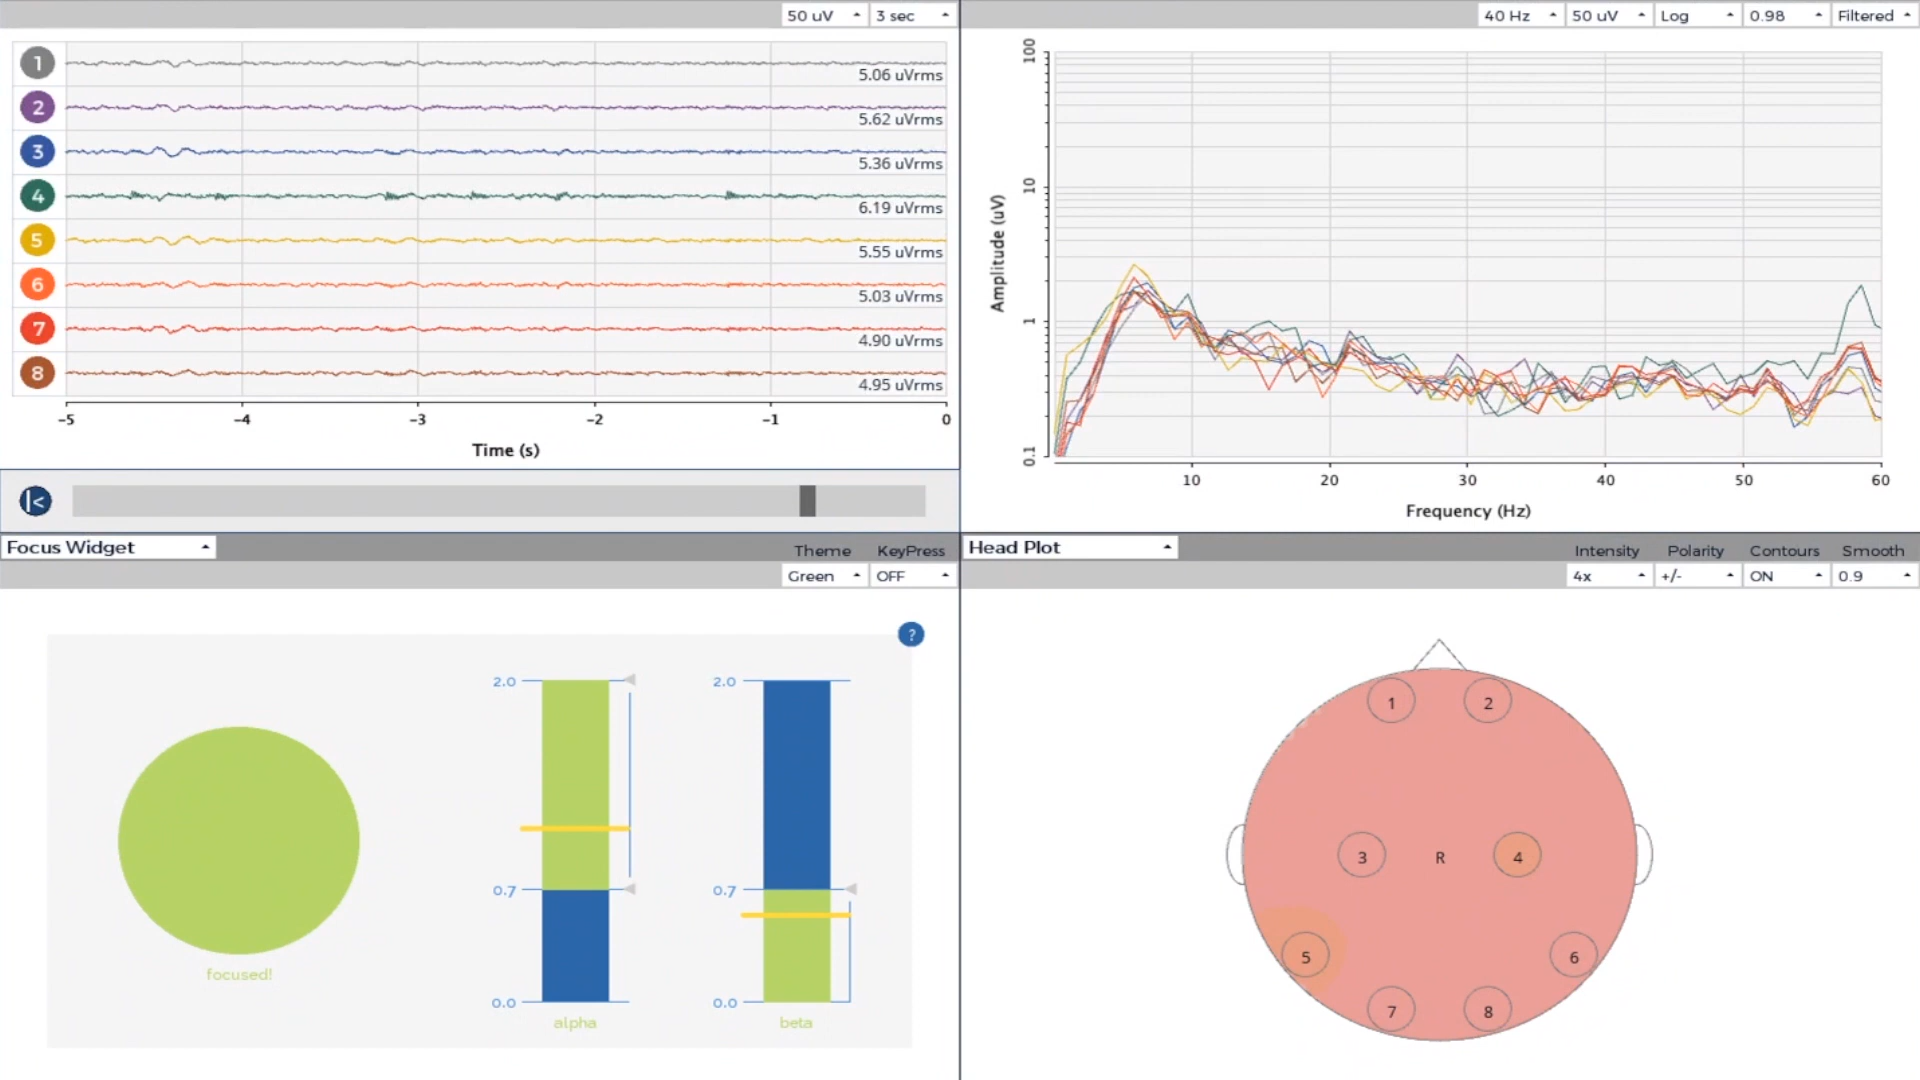 50 uV 3 sec
1
5.06 uVrms
2
5.62 uVrms
3
5.36 uVrms
4
6.19 uVrms
5
5.55 uVrms
6
5.03 uVrms
7
4.90 uVrms
8
4.95 uVrms
−5 −4 −3 −2 −1 0
Time (s)
|<
40 Hz 50 uV Log 0.98 Filtered
100
10
1
0.1
Amplitude (uV)
10 20 30 40 50 60
Frequency (Hz)
Focus Widget
Theme KeyPress
Green OFF
?
2.0 2.0
0.7 0.7
0.0 0.0
focused!
alpha beta
Head Plot
Intensity Polarity Contours Smooth
4x +/- ON 0.9
1 2
3 R 4
5 6
7 8